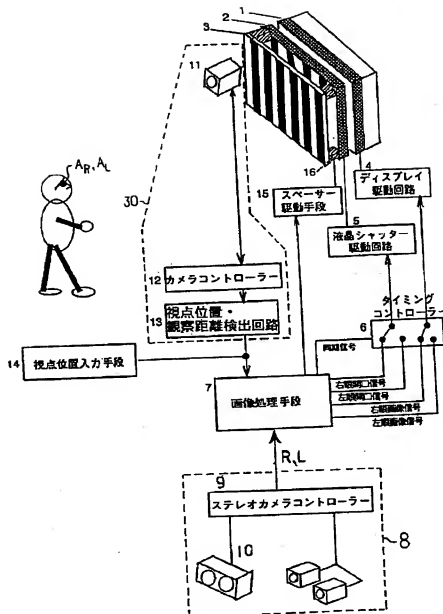 1
2
3
11
AR, AL
30
16
4
ディスプレイ
駆動回路
15
スペーサー
駆動手段
5
液晶シャッター
駆動回路
12
カメラコントローラー
タイミング
コントローラー
6
13
視点位置・
観察距離検出回路
14
視点位置入力手段
同期信号
7
画像処理手段
右眼開口信号
左眼開口信号
右眼画像信号
左眼画像信号
R,L
9
ステレオカメラコントローラー
10
8